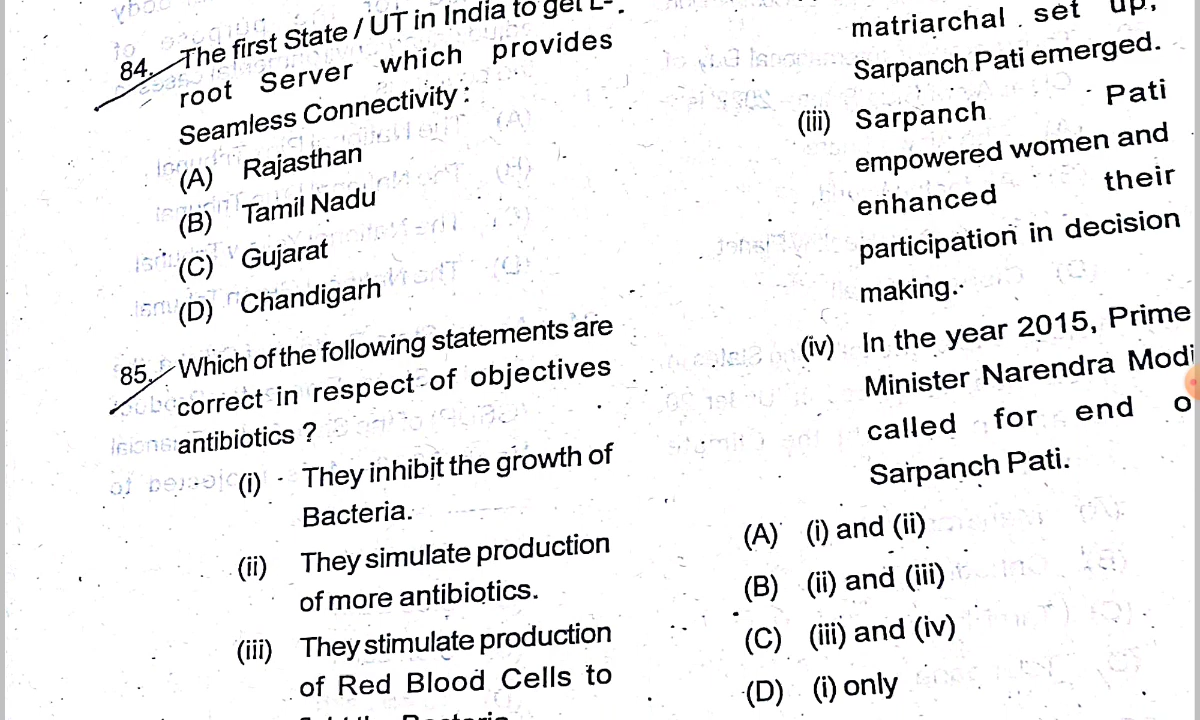 84. The first State / UT in India to get L-
root Server which provides
Seamless Connectivity :
(A) Rajasthan
(B) Tamil Nadu
(C) Gujarat
(D) Chandigarh
85. Which of the following statements are
correct in respect of objectives
antibiotics ?
(i) They inhibit the growth of
Bacteria.
(ii) They simulate production
of more antibiotics.
(iii) They stimulate production
of Red Blood Cells to
matriarchal set up,
Sarpanch Pati emerged.
(iii) Sarpanch Pati
empowered women and
enhanced their
participation in decision
making.
(iv) In the year 2015, Prime
Minister Narendra Modi
called for end o
Sarpanch Pati.
(A) (i) and (ii)
(B) (ii) and (iii)
(C) (iii) and (iv)
(D) (i) only